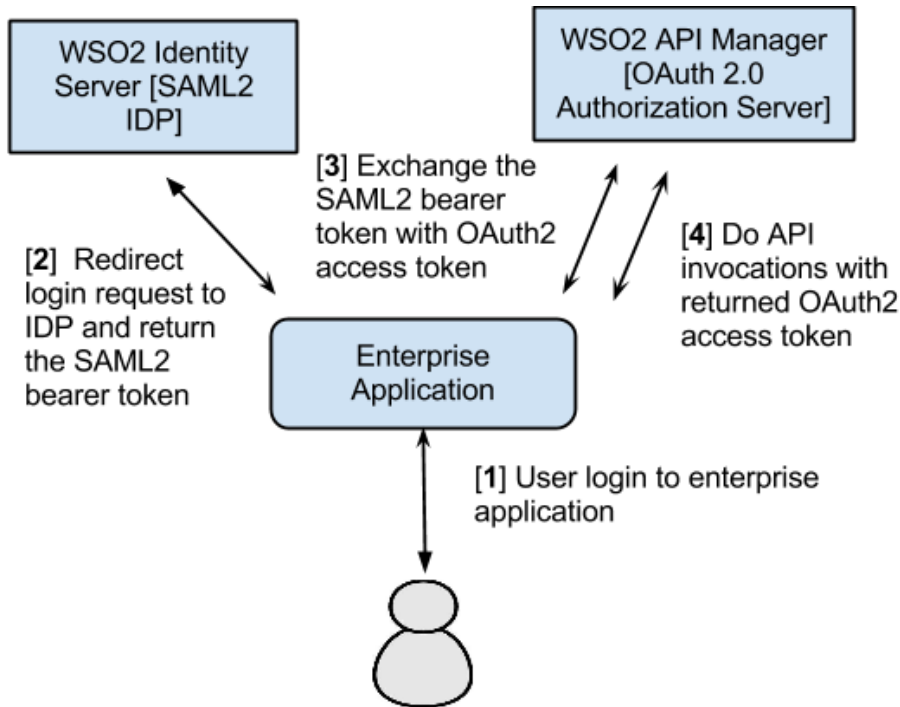 WSO2 Identity
Server [SAML2
IDP]
WSO2 API Manager
[OAuth 2.0
Authorization Server]
[3] Exchange the
SAML2 bearer
token with OAuth2
access token
[4] Do API
invocations with
returned OAuth2
access token
[2]  Redirect
login request to
IDP and return
the SAML2
bearer token
Enterprise
Application
[1] User login to enterprise
application